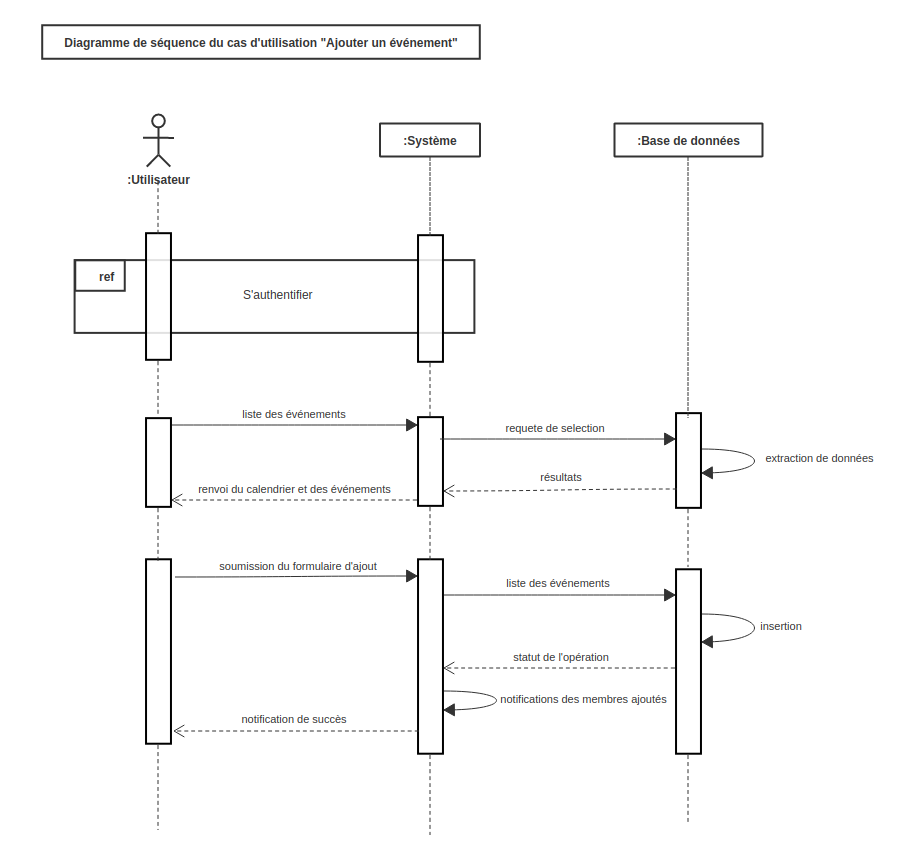 Diagramme de séquence du cas d'utilisation "Ajouter un événement"
:Utilisateur
:Système
:Base de données
ref
S'authentifier
liste des événements
requete de selection
extraction de données
résultats
renvoi du calendrier et des événements
soumission du formulaire d'ajout
liste des événements
insertion
statut de l'opération
notifications des membres ajoutés
notification de succès